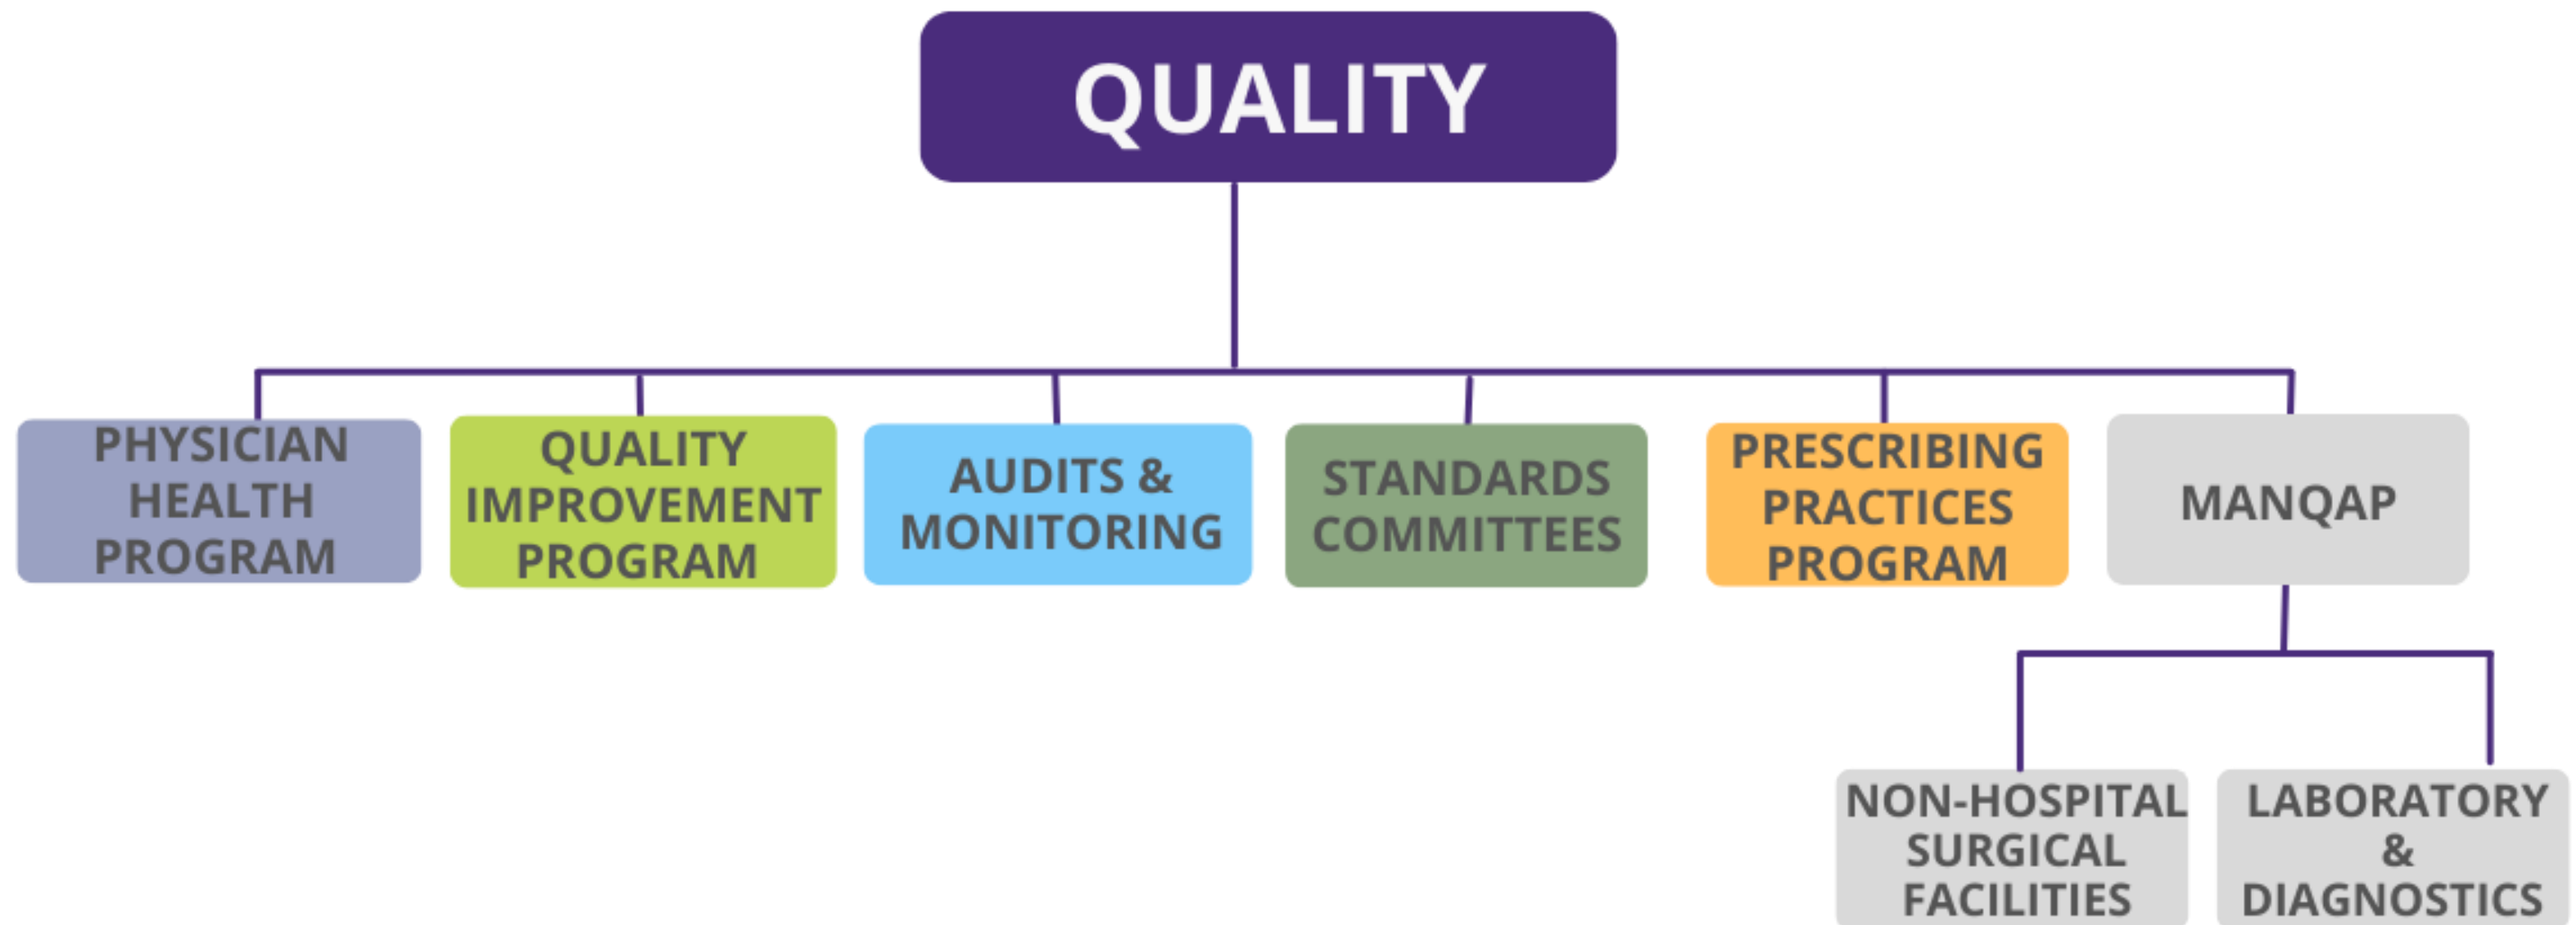 QUALITY
PHYSICIAN
HEALTH
PROGRAM
QUALITY
IMPROVEMENT
PROGRAM
AUDITS &
MONITORING
STANDARDS
COMMITTEES
PRESCRIBING
PRACTICES
PROGRAM
MANQAP
NON-HOSPITAL
SURGICAL
FACILITIES
LABORATORY
&
DIAGNOSTICS